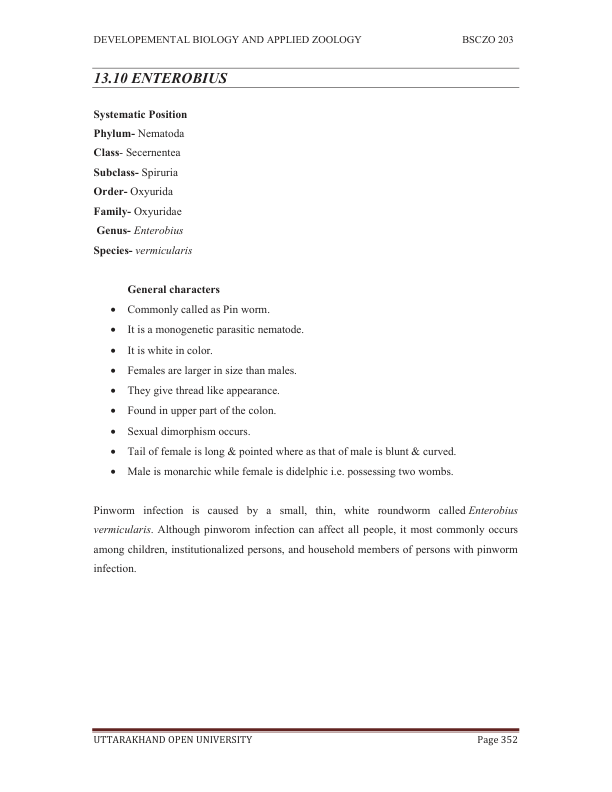 DEVELOPEMENTAL BIOLOGY AND APPLIED ZOOLOGY BSCZO 203
13.10 ENTEROBIUS
Systematic Position
Phylum- Nematoda
Class- Secernentea
Subclass- Spiruria
Order- Oxyurida
Family- Oxyuridae
Genus- Enterobius
Species- vermicularis
General characters
• Commonly called as Pin worm.
• It is a monogenetic parasitic nematode.
• It is white in color.
• Females are larger in size than males.
• They give thread like appearance.
• Found in upper part of the colon.
• Sexual dimorphism occurs.
• Tail of female is long & pointed where as that of male is blunt & curved.
• Male is monarchic while female is didelphic i.e. possessing two wombs.
Pinworm infection is caused by a small, thin, white roundworm called Enterobius
vermicularis. Although pinworom infection can affect all people, it most commonly occurs
among children, institutionalized persons, and household members of persons with pinworm
infection.
UTTARAKHAND OPEN UNIVERSITY Page 352